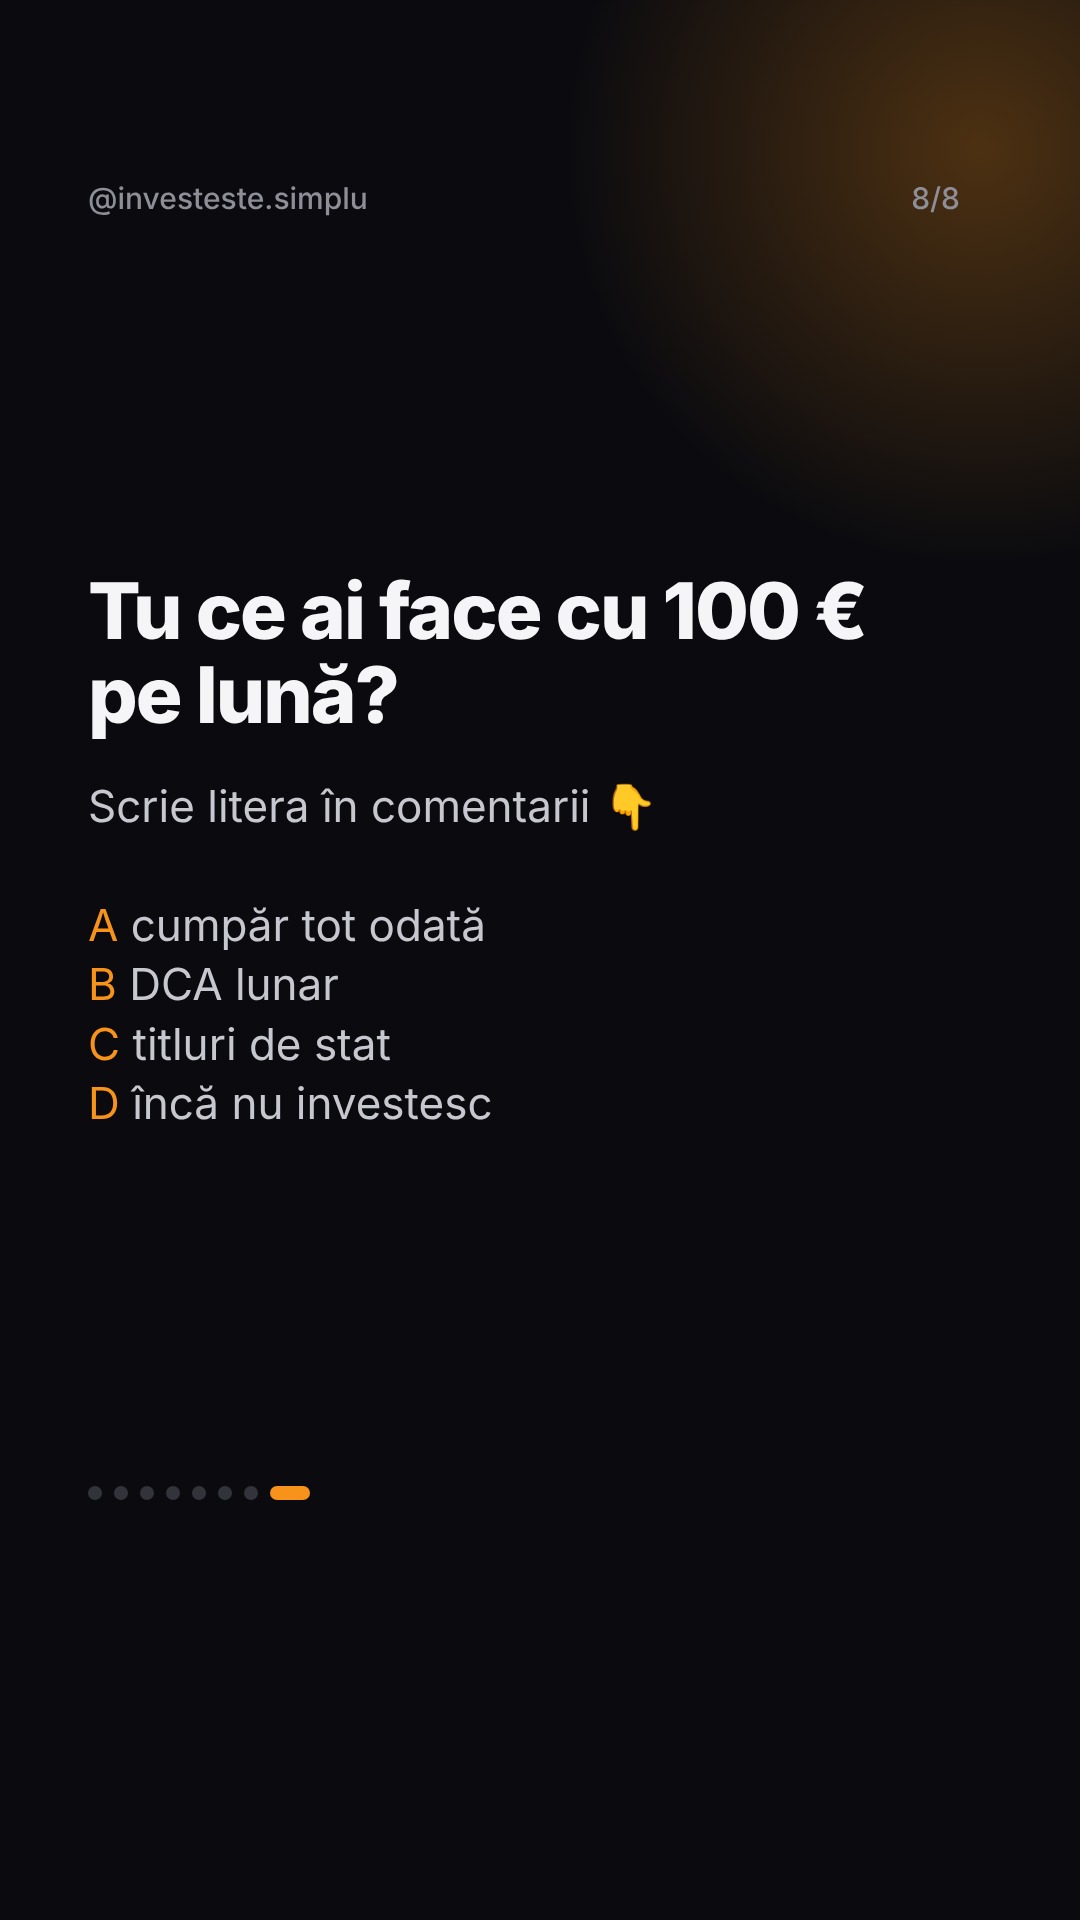 @investeste.simplu
8/8
Tu ce ai face cu 100 €
pe lună?
Scrie litera în comentarii 👇
A cumpăr tot odată
B DCA lunar
C titluri de stat
D încă nu investesc